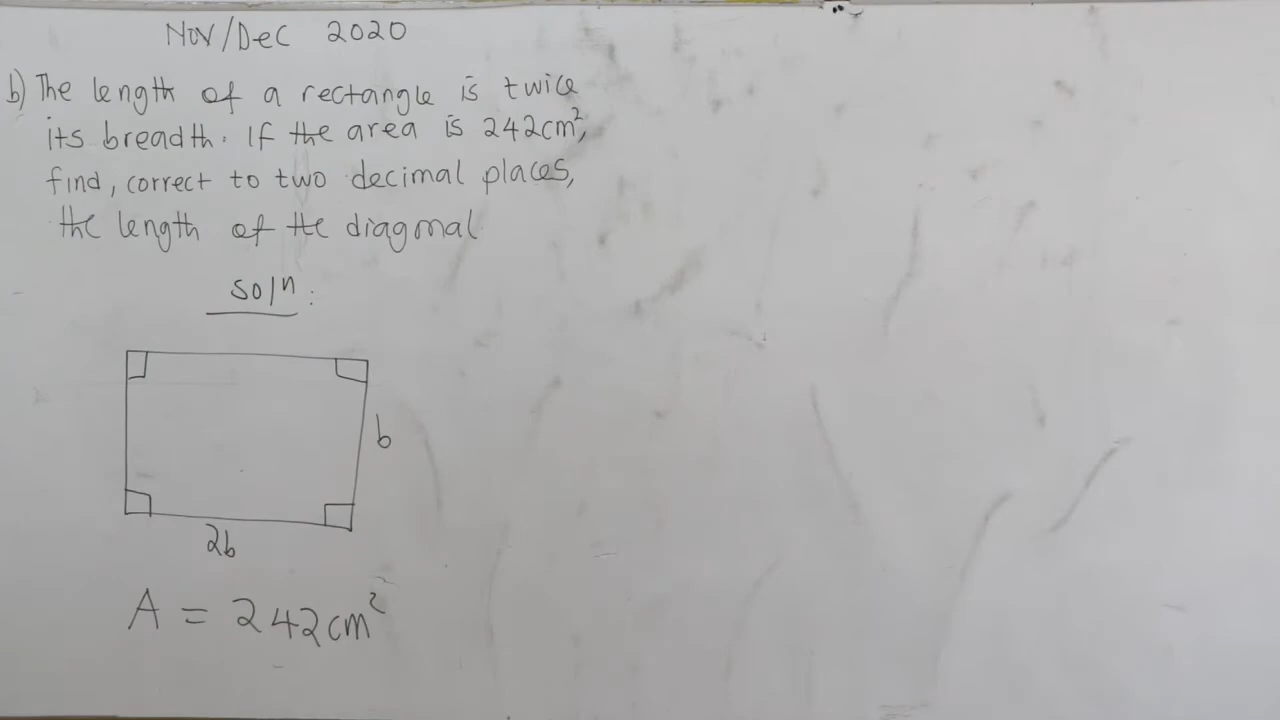 Nov/Dec 2020
b) The length of a rectangle is twice
its breadth. If the area is 242cm²,
find, correct to two decimal places,
the length of the diagonal.
soln:
b
2b
A = 242cm²